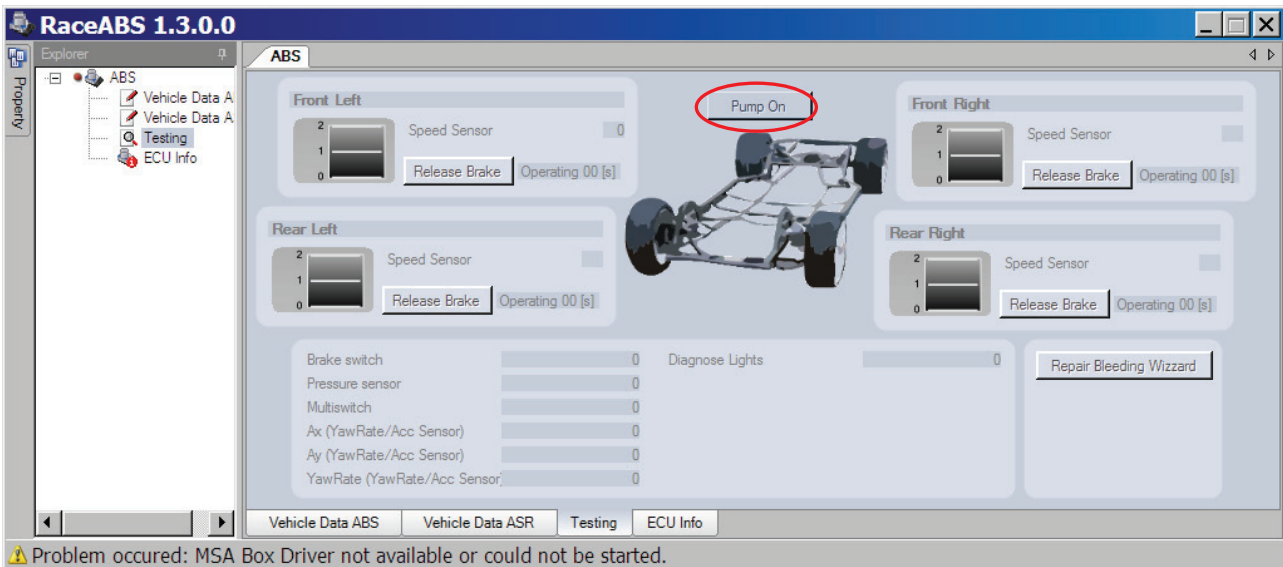 RaceABS 1.3.0.0
Explorer
Property
ABS
Vehicle Data A
Vehicle Data A
Testing
ECU Info
ABS
Front Left
2
1
0
Speed Sensor 0
Release Brake Operating 00 [s]
Pump On
Front Right
2
1
0
Speed Sensor
Release Brake Operating 00 [s]
Rear Left
2
1
0
Speed Sensor
Release Brake Operating 00 [s]
Rear Right
2
1
0
Speed Sensor
Release Brake Operating 00 [s]
Brake switch 0
Pressure sensor 0
Multiswitch 0
Ax (YawRate/Acc Sensor) 0
Ay (YawRate/Acc Sensor) 0
YawRate (YawRate/Acc Sensor) 0
Diagnose Lights 0
Repair Bleeding Wizzard
Vehicle Data ABS Vehicle Data ASR Testing ECU Info
Problem occured: MSA Box Driver not available or could not be started.